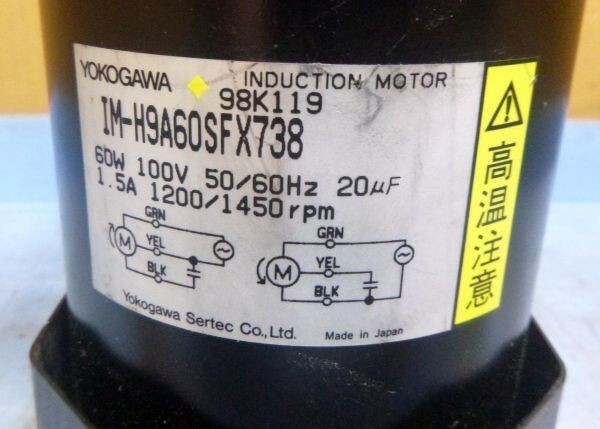 YOKOGAWA INDUCTION MOTOR
98K119
IM-H9A60SFX738
60W 100V 50/60Hz 20µF
1.5A 1200/1450rpm
GRN
M YEL
BLK
GRN
M YEL
BLK
Yokogawa Sertec Co.,Ltd. Made in Japan
高温注意